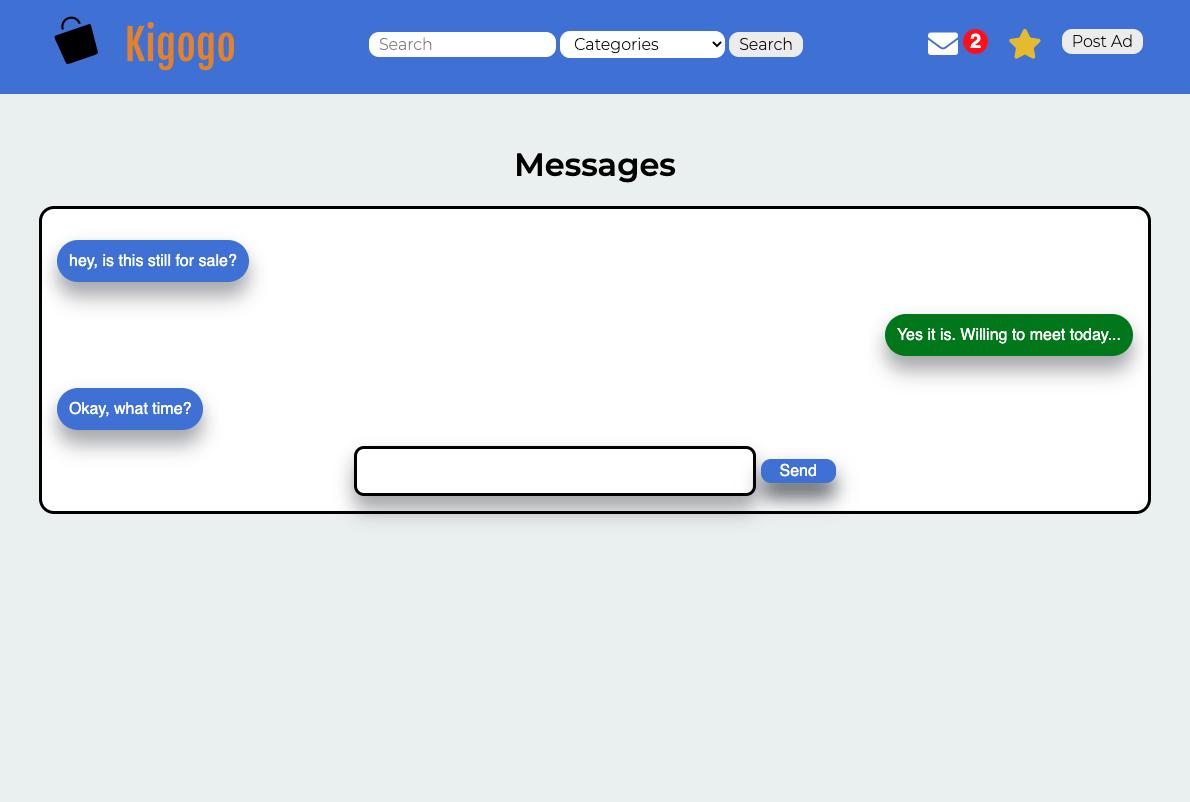 Kigogo
Search
Categories
Search
2
Post Ad
Messages
hey, is this still for sale?
Yes it is. Willing to meet today...
Okay, what time?
Send